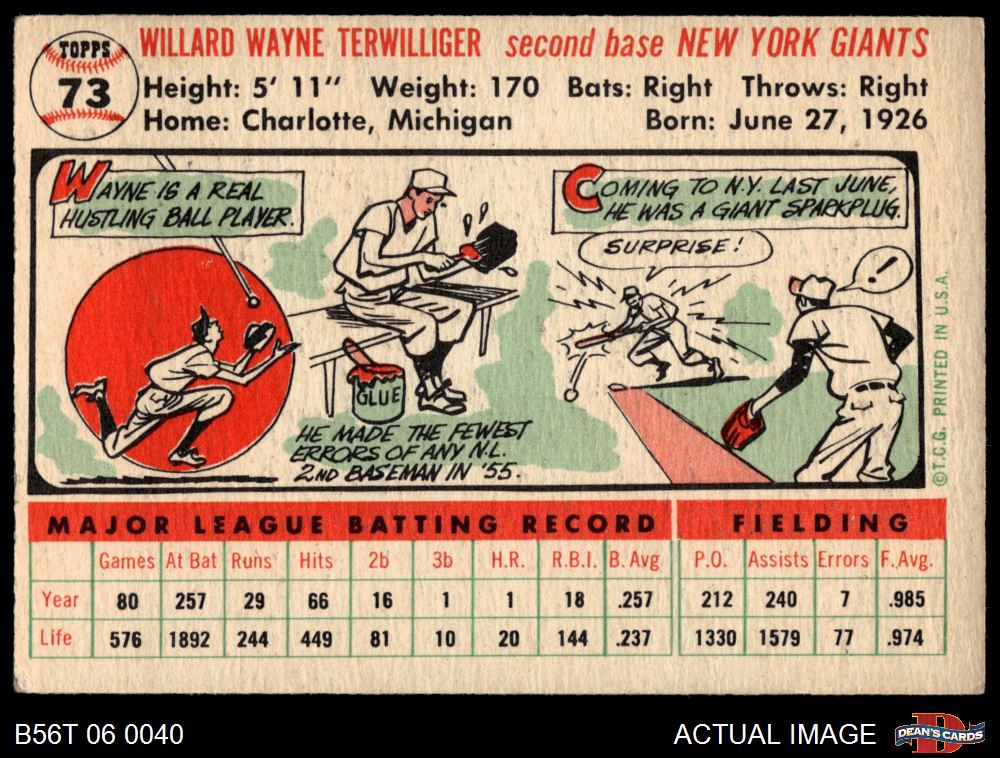 TOPPS
73
WILLARD WAYNE TERWILLIGER second base NEW YORK GIANTS
Height: 5' 11" Weight: 170 Bats: Right Throws: Right
Home: Charlotte, Michigan Born: June 27, 1926
WAYNE IS A REAL
HUSTLING BALL PLAYER.
GLUE
HE MADE THE FEWEST
ERRORS OF ANY N.L.
2ND BASEMAN IN '55.
COMING TO N.Y. LAST JUNE,
HE WAS A GIANT SPARKPLUG.
SURPRISE!
!
©T.C.G. PRINTED IN U.S.A.
MAJOR LEAGUE BATTING RECORD FIELDING
Games At Bat Runs Hits 2b 3b H.R. R.B.I. B. Avg P.O. Assists Errors F.Avg.
Year 80 257 29 66 16 1 1 18 .257 212 240 7 .985
Life 576 1892 244 449 81 10 20 144 .237 1330 1579 77 .974
B56T 06 0040 ACTUAL IMAGE
DEAN'S CARDS